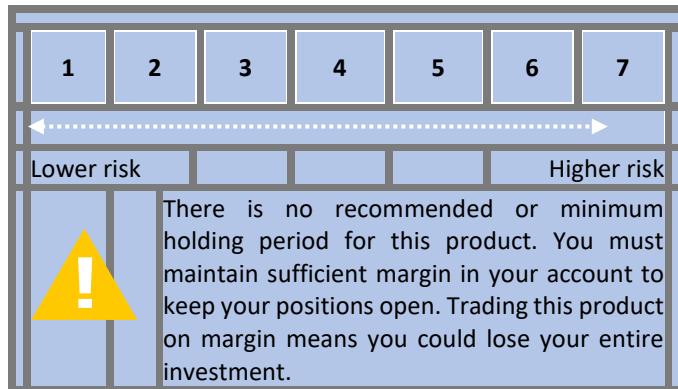 1 2 3 4 5 6 7
Lower risk Higher risk
There is no recommended or minimum
holding period for this product. You must
maintain sufficient margin in your account to
keep your positions open. Trading this product
on margin means you could lose your entire
investment.